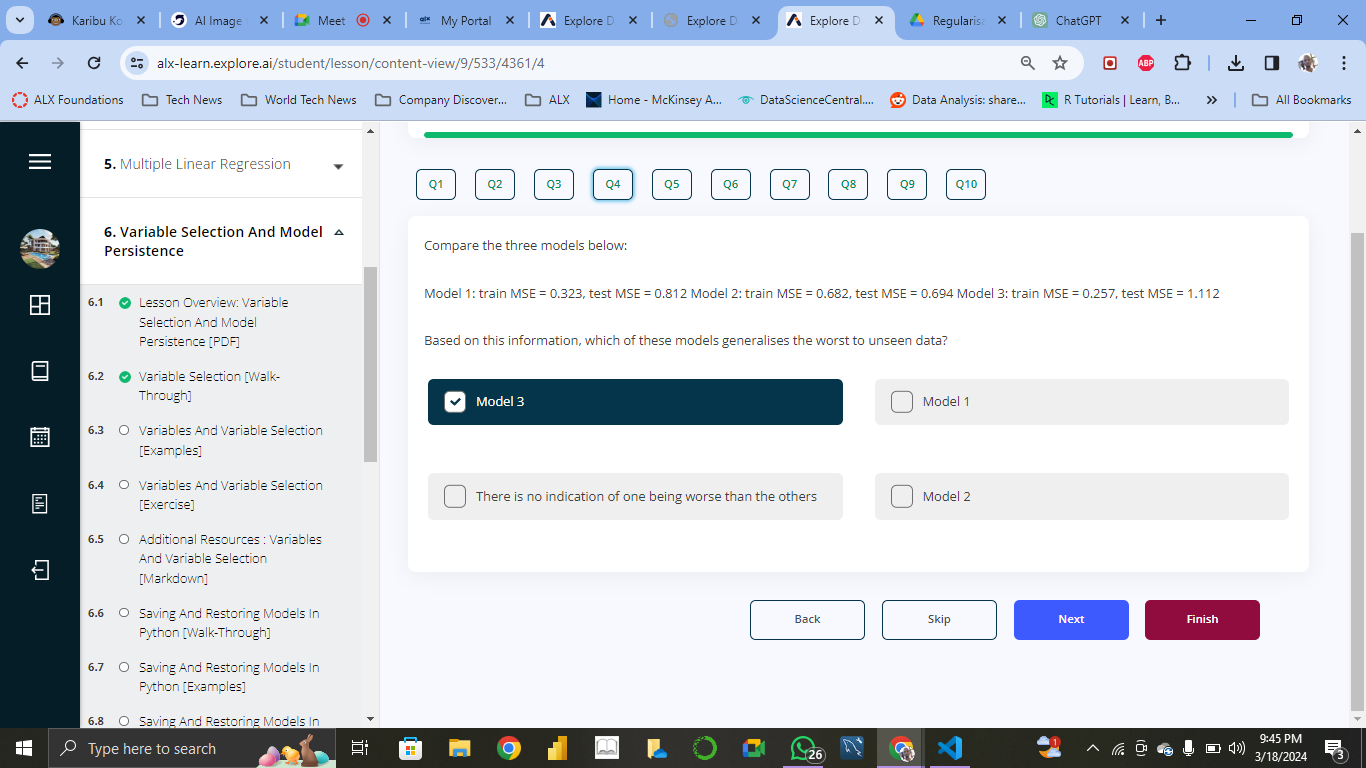 Karibu Ko
AI Image
Meet
My Portal
Explore D
Explore D
Explore D
Regularisa
ChatGPT
alx-learn.explore.ai/student/lesson/content-view/9/533/4361/4
ABP
ALX Foundations
Tech News
World Tech News
Company Discover...
ALX
Home - McKinsey A...
DataScienceCentral....
Data Analysis: share...
R Tutorials | Learn, B...
All Bookmarks
5. Multiple Linear Regression
6. Variable Selection And Model
Persistence
6.1 Lesson Overview: Variable
Selection And Model
Persistence [PDF]
6.2 Variable Selection [Walk-
Through]
6.3 Variables And Variable Selection
[Examples]
6.4 Variables And Variable Selection
[Exercise]
6.5 Additional Resources : Variables
And Variable Selection
[Markdown]
6.6 Saving And Restoring Models In
Python [Walk-Through]
6.7 Saving And Restoring Models In
Python [Examples]
6.8 Saving And Restoring Models In
Q1 Q2 Q3 Q4 Q5 Q6 Q7 Q8 Q9 Q10
Compare the three models below:
Model 1: train MSE = 0.323, test MSE = 0.812 Model 2: train MSE = 0.682, test MSE = 0.694 Model 3: train MSE = 0.257, test MSE = 1.112
Based on this information, which of these models generalises the worst to unseen data?
Model 3
Model 1
There is no indication of one being worse than the others
Model 2
Back
Skip
Next
Finish
Type here to search
26
1
9:45 PM
3/18/2024
3